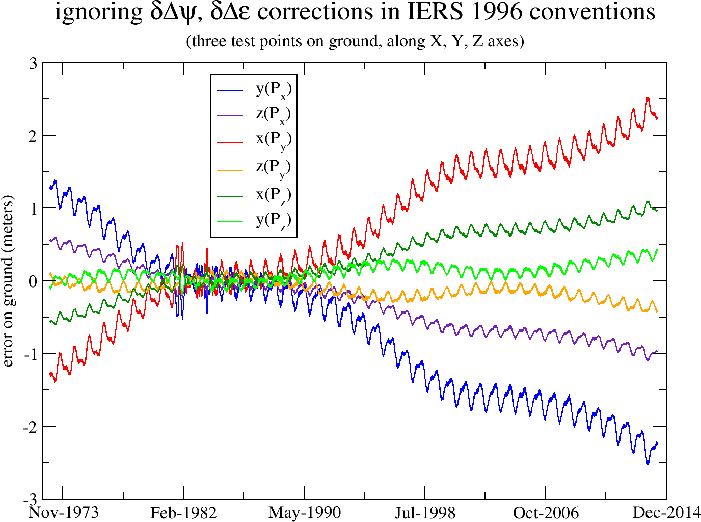 ignoring δΔψ, δΔε corrections in IERS 1996 conventions
(three test points on ground, along X, Y, Z axes)
error on ground (meters)
3
2
1
0
-1
-2
-3
y(Px)
z(Px)
x(Py)
z(Py)
x(Pz)
y(Pz)
Nov-1973 Feb-1982 May-1990 Jul-1998 Oct-2006 Dec-2014